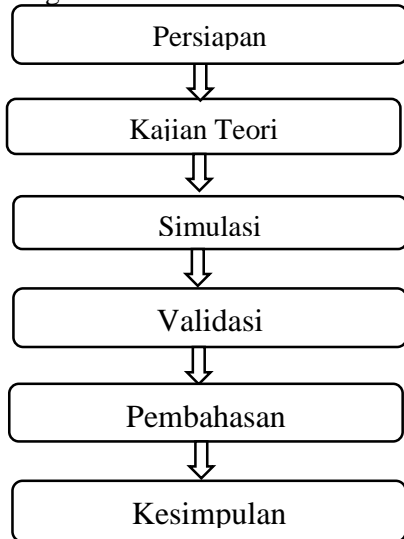 Persiapan
Kajian Teori
Simulasi
Validasi
Pembahasan
Kesimpulan